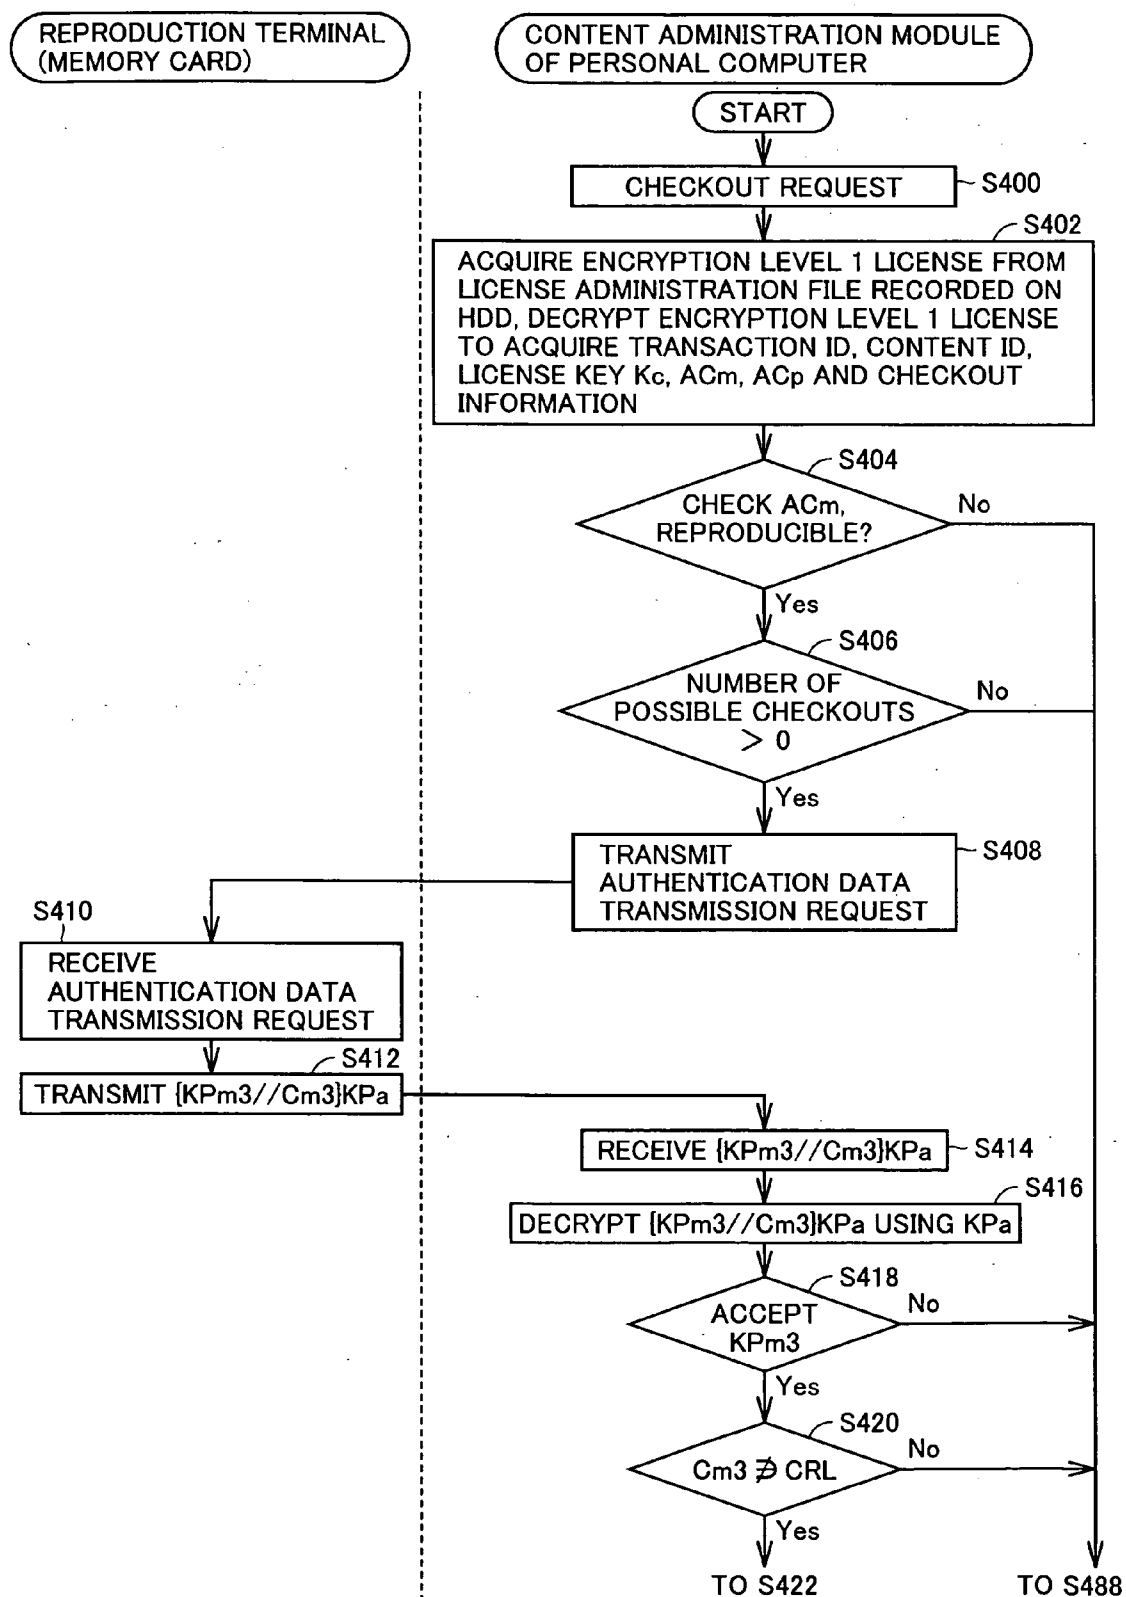 REPRODUCTION TERMINAL
(MEMORY CARD)
CONTENT ADMINISTRATION MODULE
OF PERSONAL COMPUTER
START
CHECKOUT REQUEST
S400
S402
ACQUIRE ENCRYPTION LEVEL 1 LICENSE FROM
LICENSE ADMINISTRATION FILE RECORDED ON
HDD, DECRYPT ENCRYPTION LEVEL 1 LICENSE
TO ACQUIRE TRANSACTION ID, CONTENT ID,
LICENSE KEY Kc, ACm, ACp AND CHECKOUT
INFORMATION
S404
CHECK ACm,
REPRODUCIBLE?
No
Yes
S406
NUMBER OF
POSSIBLE CHECKOUTS
> 0
No
Yes
S408
TRANSMIT
AUTHENTICATION DATA
TRANSMISSION REQUEST
S410
RECEIVE
AUTHENTICATION DATA
TRANSMISSION REQUEST
S412
TRANSMIT {KPm3//Cm3}KPa
RECEIVE {KPm3//Cm3}KPa
S414
S416
DECRYPT {KPm3//Cm3}KPa USING KPa
S418
ACCEPT
KPm3
No
Yes
S420
Cm3 ∌ CRL
No
Yes
TO S422
TO S488